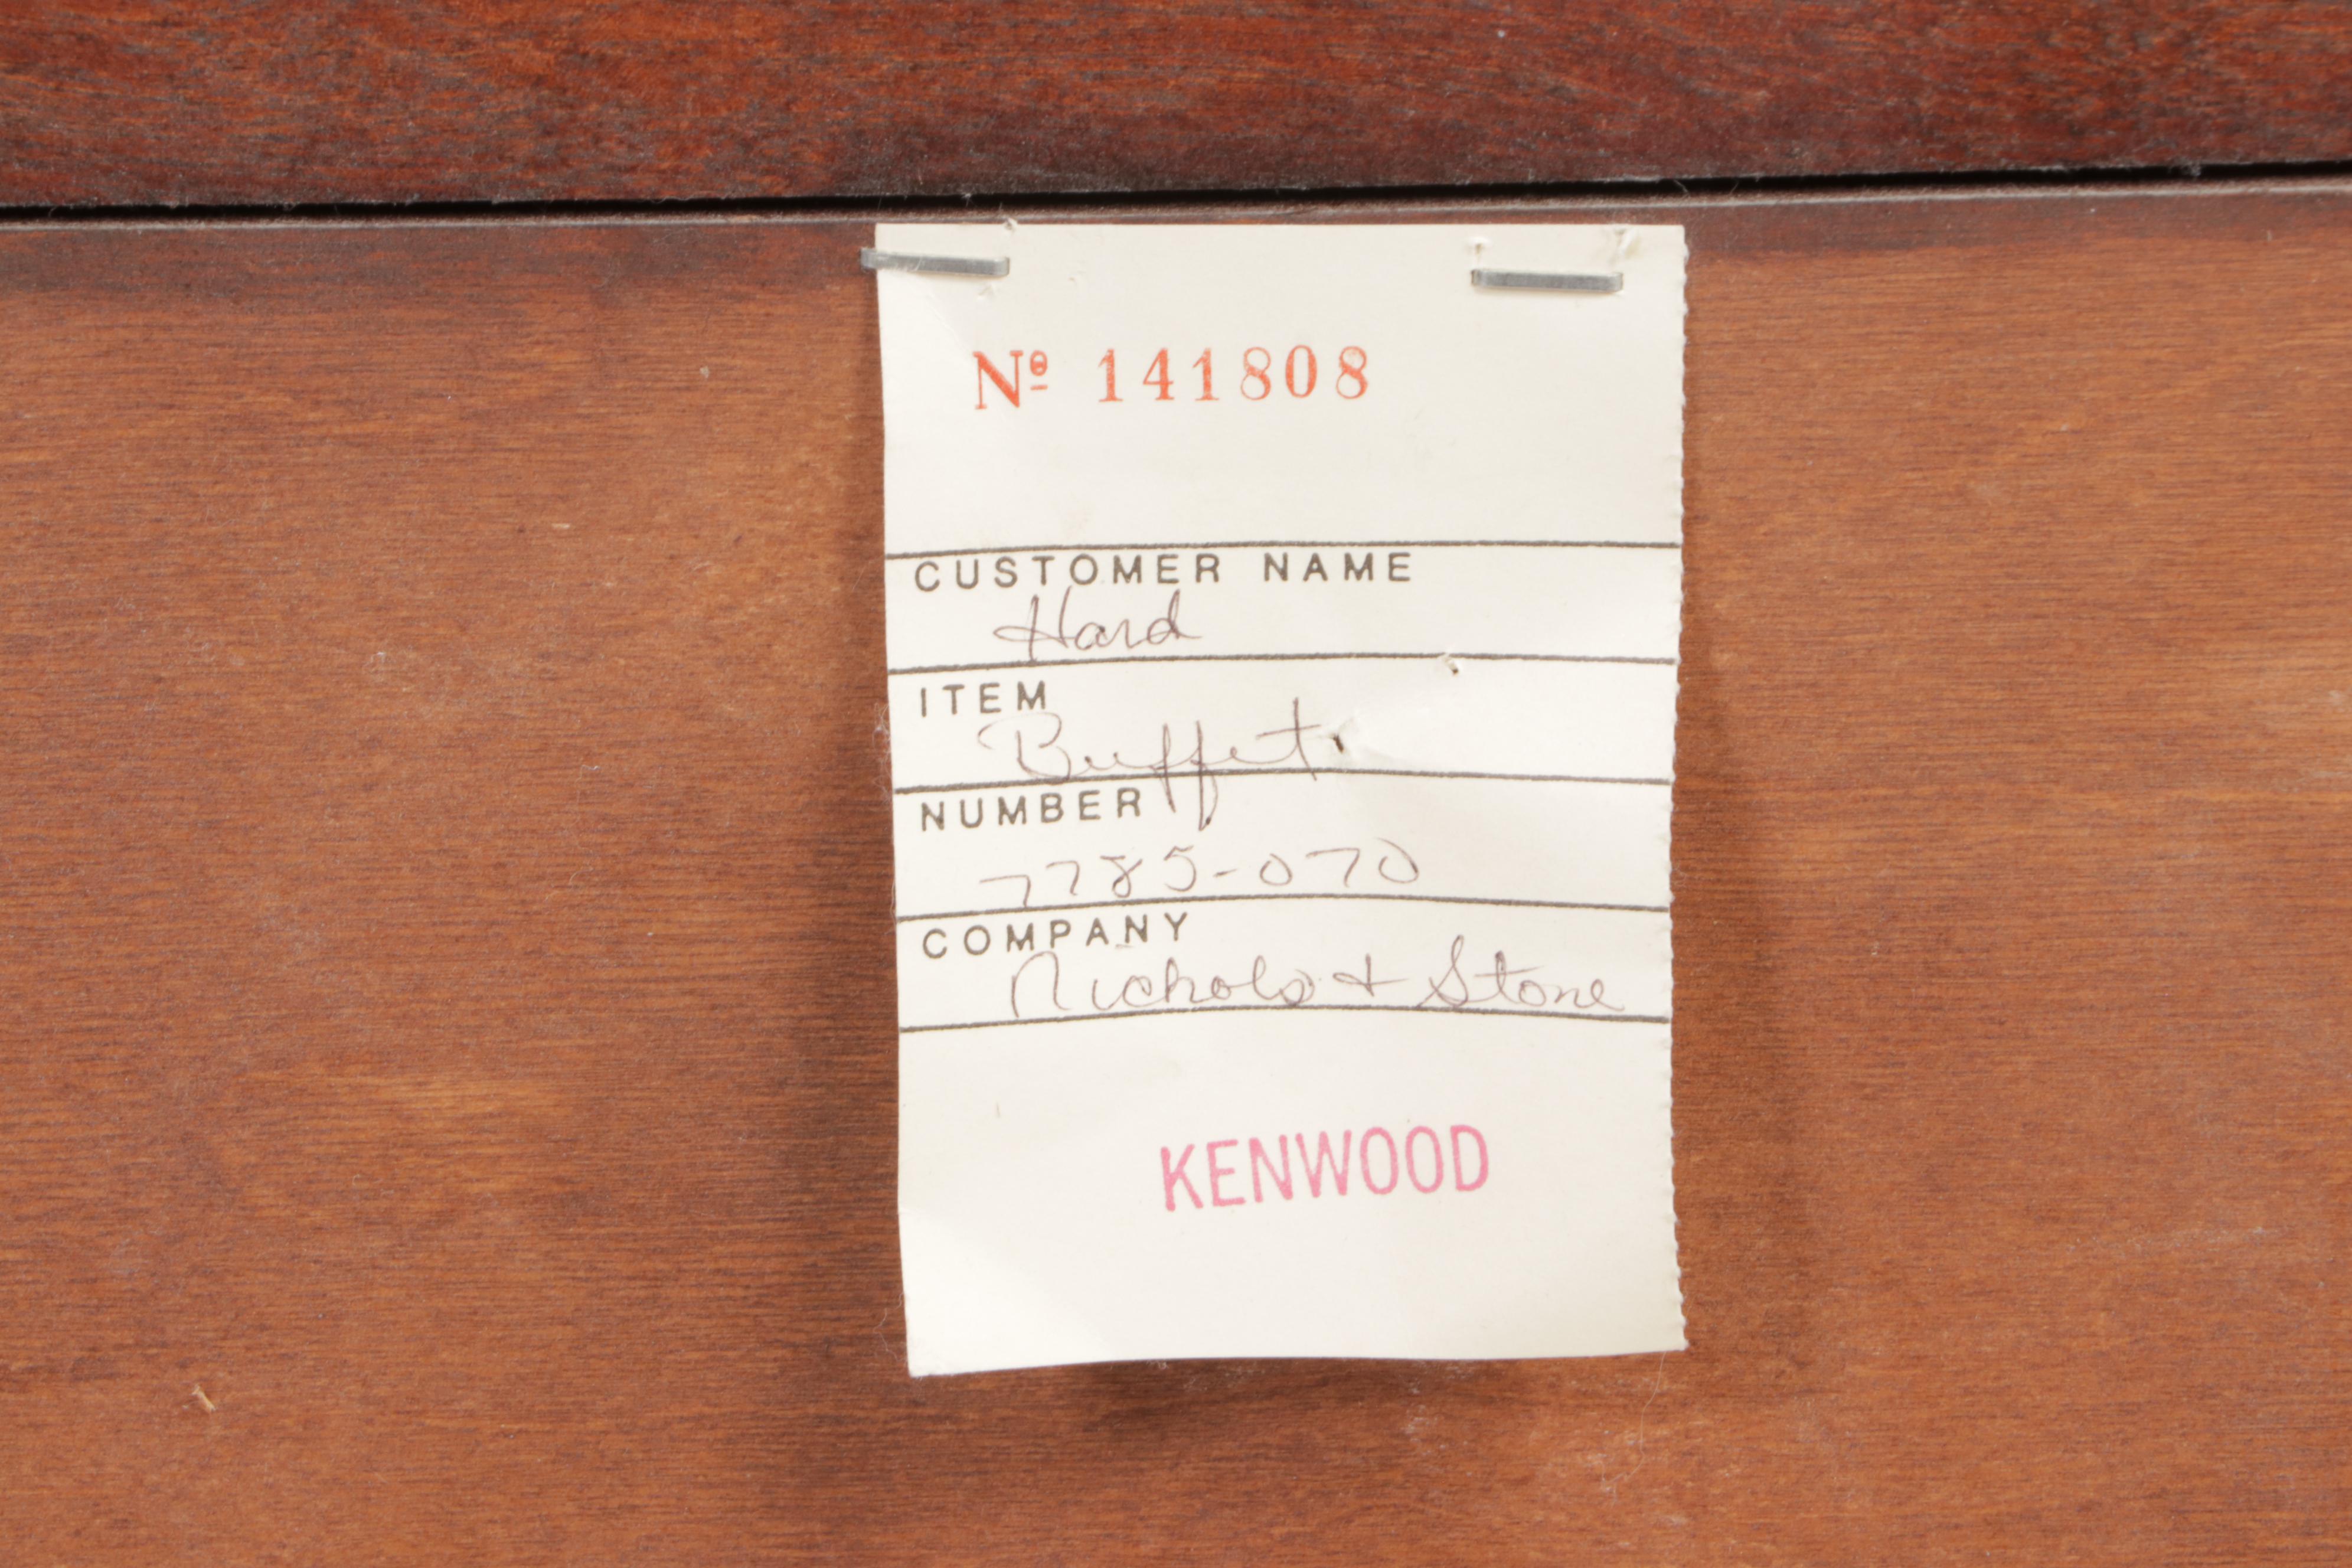 Nº 141808
CUSTOMER NAME
Hard
ITEM
Buffet
NUMBER
7785-070
COMPANY
Nichols + Stone
KENWOOD